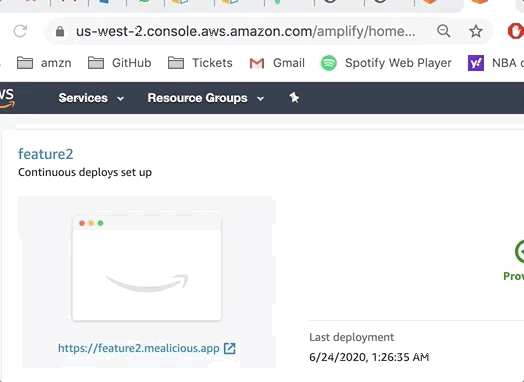 us-west-2.console.aws.amazon.com/amplify/home...
amzn GitHub Tickets Gmail Spotify Web Player NBA
Services Resource Groups
feature2
Continuous deploys set up
https://feature2.mealicious.app
Last deployment
6/24/2020, 1:26:35 AM